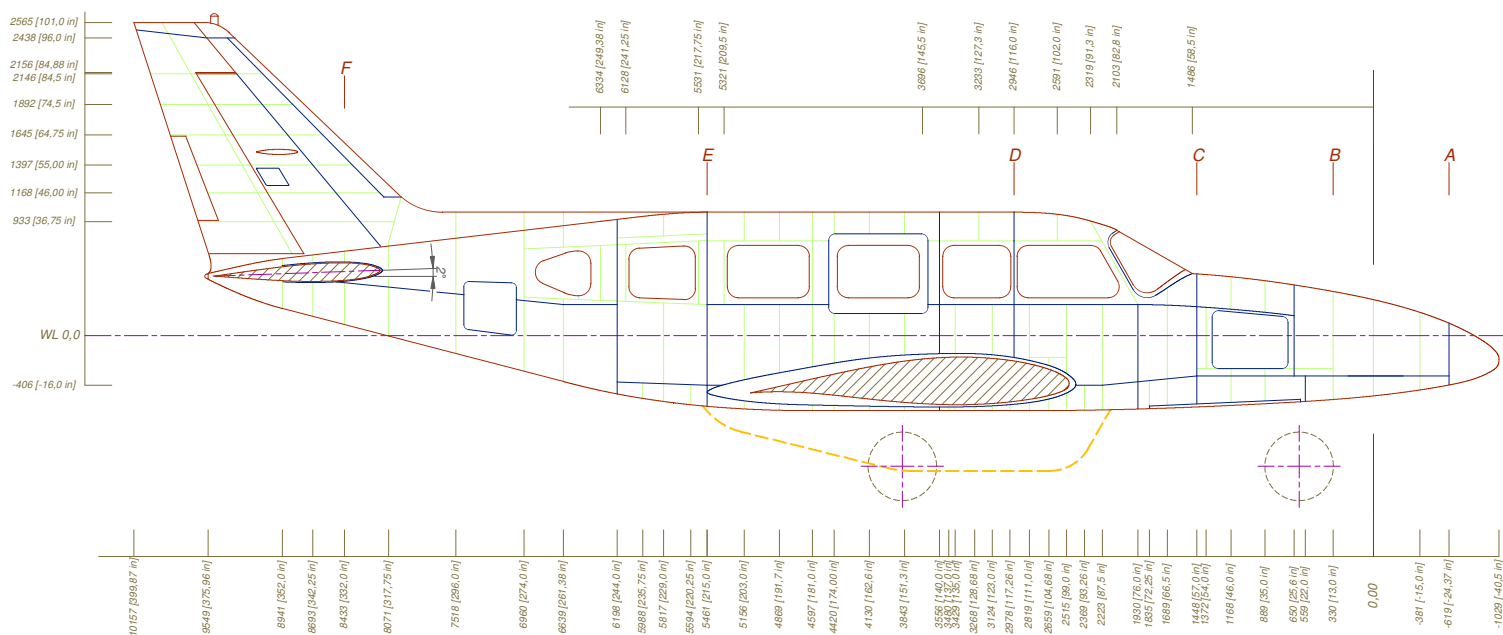 2565 [101,0 in]
2438 [96,0 in]
2156 [84,88 in]
2146 [84,5 in]
1892 [74,5 in]
1645 [64,75 in]
1397 [55,00 in]
1168 [46,00 in]
933 [36,75 in]
WL 0,0
-406 [-16,0 in]
F
6334 [249,38 in]
6128 [241,25 in]
5531 [217,75 in]
5321 [209,5 in]
3696 [145,5 in]
3233 [127,3 in]
2946 [116,0 in]
2591 [102,0 in]
2319 [91,3 in]
2103 [82,8 in]
1486 [58,5 in]
E
D
C
B
A
2°
10157 [399,87 in]
9549 [375,96 in]
8941 [352,0 in]
8693 [342,25 in]
8433 [332,0 in]
8071 [317,75 in]
7518 [296,0 in]
6960 [274,0 in]
6639 [261,38 in]
6198 [244,0 in]
5988 [235,75 in]
5817 [229,0 in]
5594 [220,25 in]
5461 [215,0 in]
5156 [203,0 in]
4869 [191,7 in]
4597 [181,0 in]
4420 [174,00 in]
4130 [162,6 in]
3843 [151,3 in]
3556 [140,0 in]
3480 [137,0 in]
3429 [135,0 in]
3268 [128,68 in]
3124 [123,0 in]
2978 [117,26 in]
2819 [111,0 in]
2659 [104,68 in]
2515 [99,0 in]
2369 [93,26 in]
2223 [87,5 in]
1930 [76,0 in]
1835 [72,25 in]
1689 [66,5 in]
1448 [57,0 in]
1372 [54,0 in]
1168 [46,0 in]
889 [35,0 in]
650 [25,6 in]
559 [22,0 in]
330 [13,0 in]
0,00
-381 [-15,0 in]
-619 [-24,37 in]
-1029 [-40,5 in]